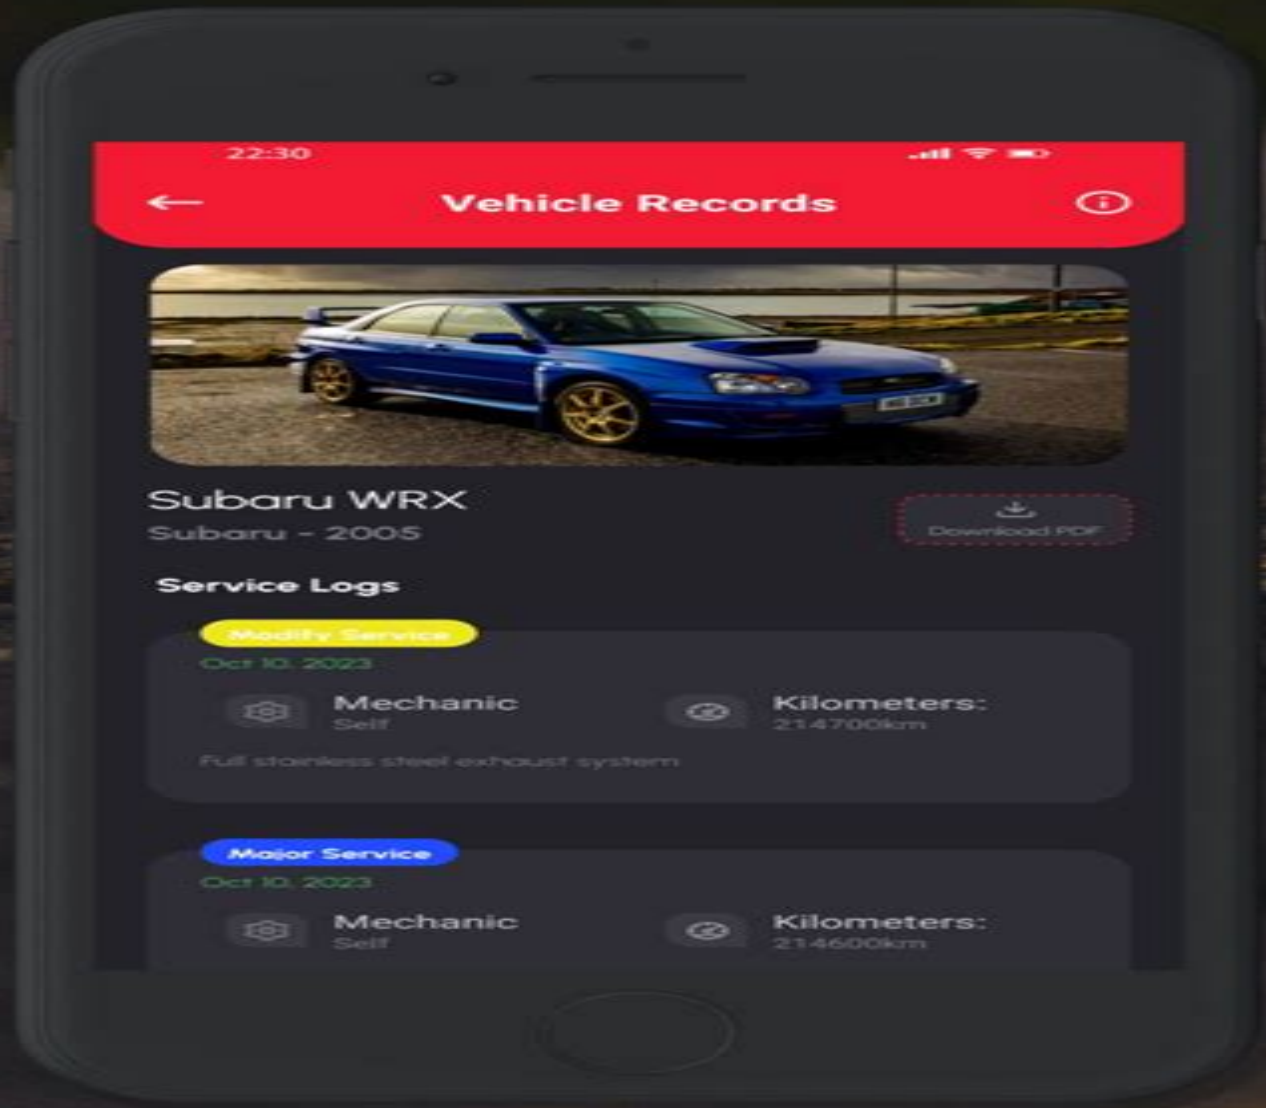 22:30
Vehicle Records
Subaru WRX
Subaru - 2005
Download PDF
Service Logs
Modify Service
Oct 10, 2023
Mechanic
Kilometers:
Self
214700km
Full stainless steel exhaust system
Major Service
Oct 10, 2023
Mechanic
Kilometers:
Self
214600km